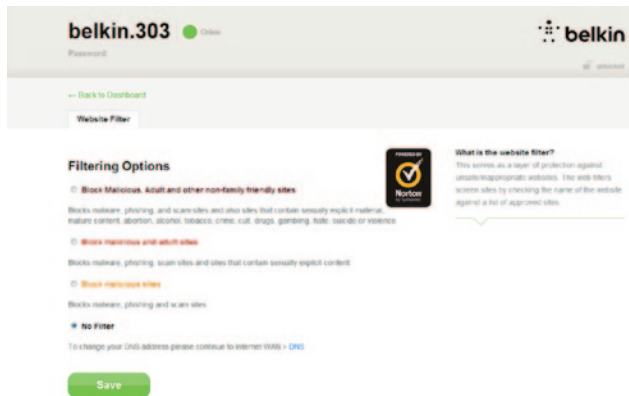 belkin.303
Online
belkin
Password:
unlocked
← Back to Dashboard
Website Filter
Filtering Options
POWERED BY
Norton
by Symantec
What is the website filter?
This serves as a layer of protection against
unsafe/inappropriate websites. The web filters
screen sites by checking the name of the website
against a list of approved sites.
Block Malicious, Adult and other non-family friendly sites
Blocks malware, phishing, and scam sites and also sites that contain sexually explicit material,
mature content, abortion, alcohol, tobacco, crime, cult, drugs, gambling, hate, suicide or violence
Block malicious and adult sites
Blocks malware, phishing, scam sites and sites that contain sexually explicit content
Block malicious sites
Blocks malware, phishing and scam sites
No Filter
To change your DNS address please continue to Internet WAN > DNS
Save